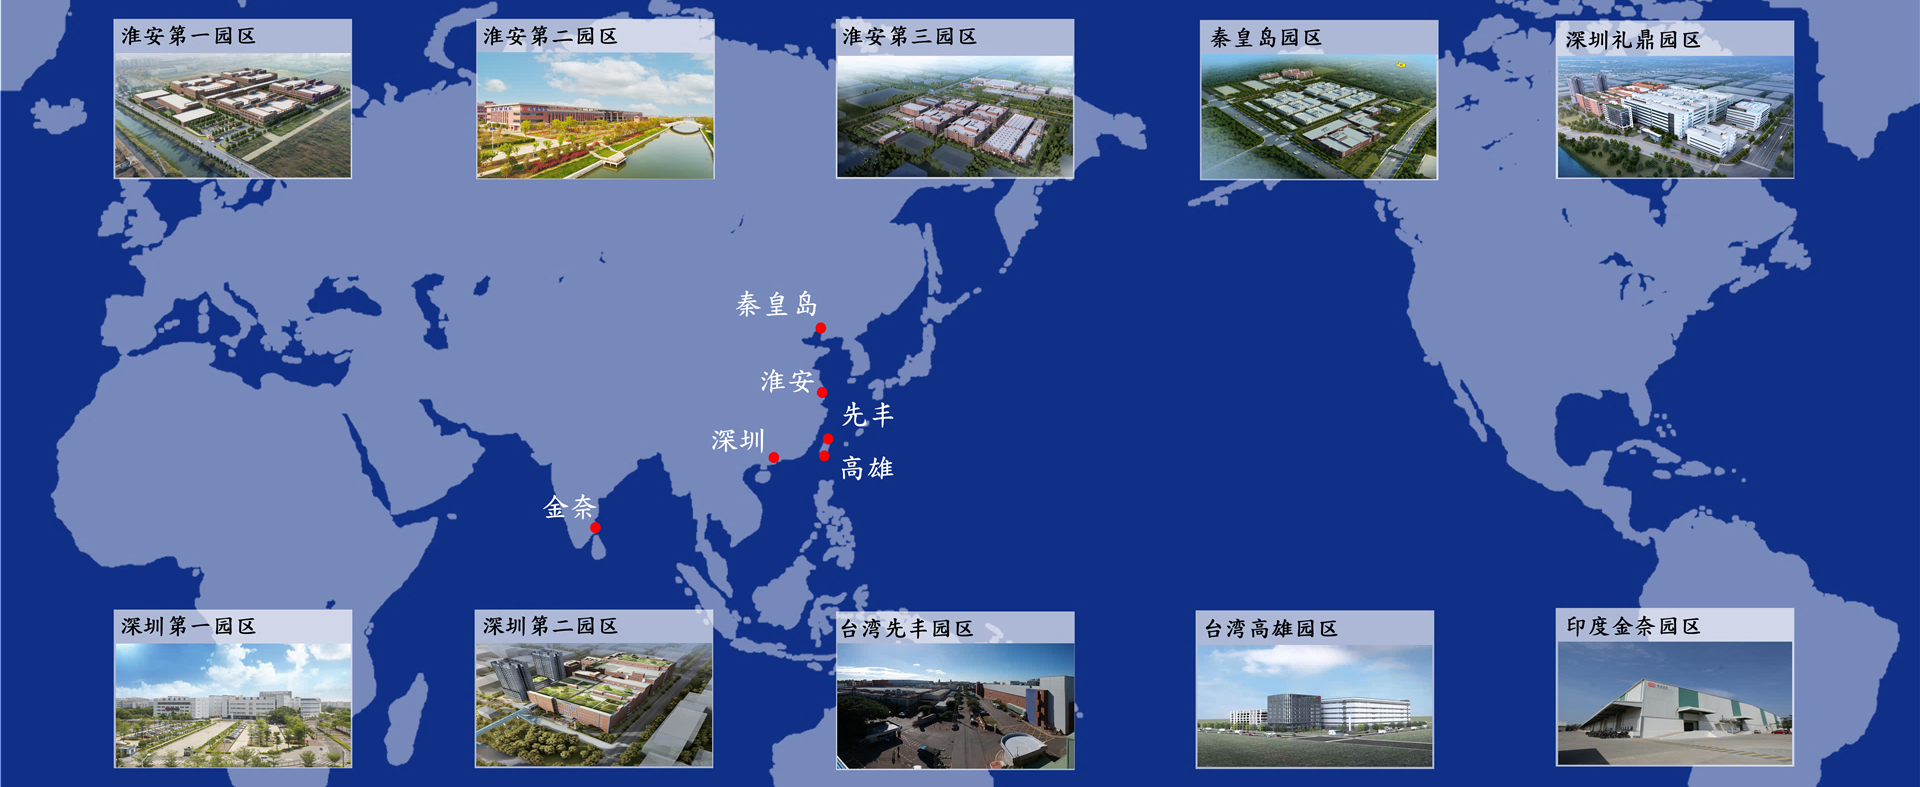 淮安第一园区
淮安第二园区
淮安第三园区
秦皇岛园区
深圳礼鼎园区
秦皇岛
淮安
先丰
深圳
高雄
金奈
深圳第一园区
深圳第二园区
台湾先丰园区
台湾高雄园区
印度金奈园区